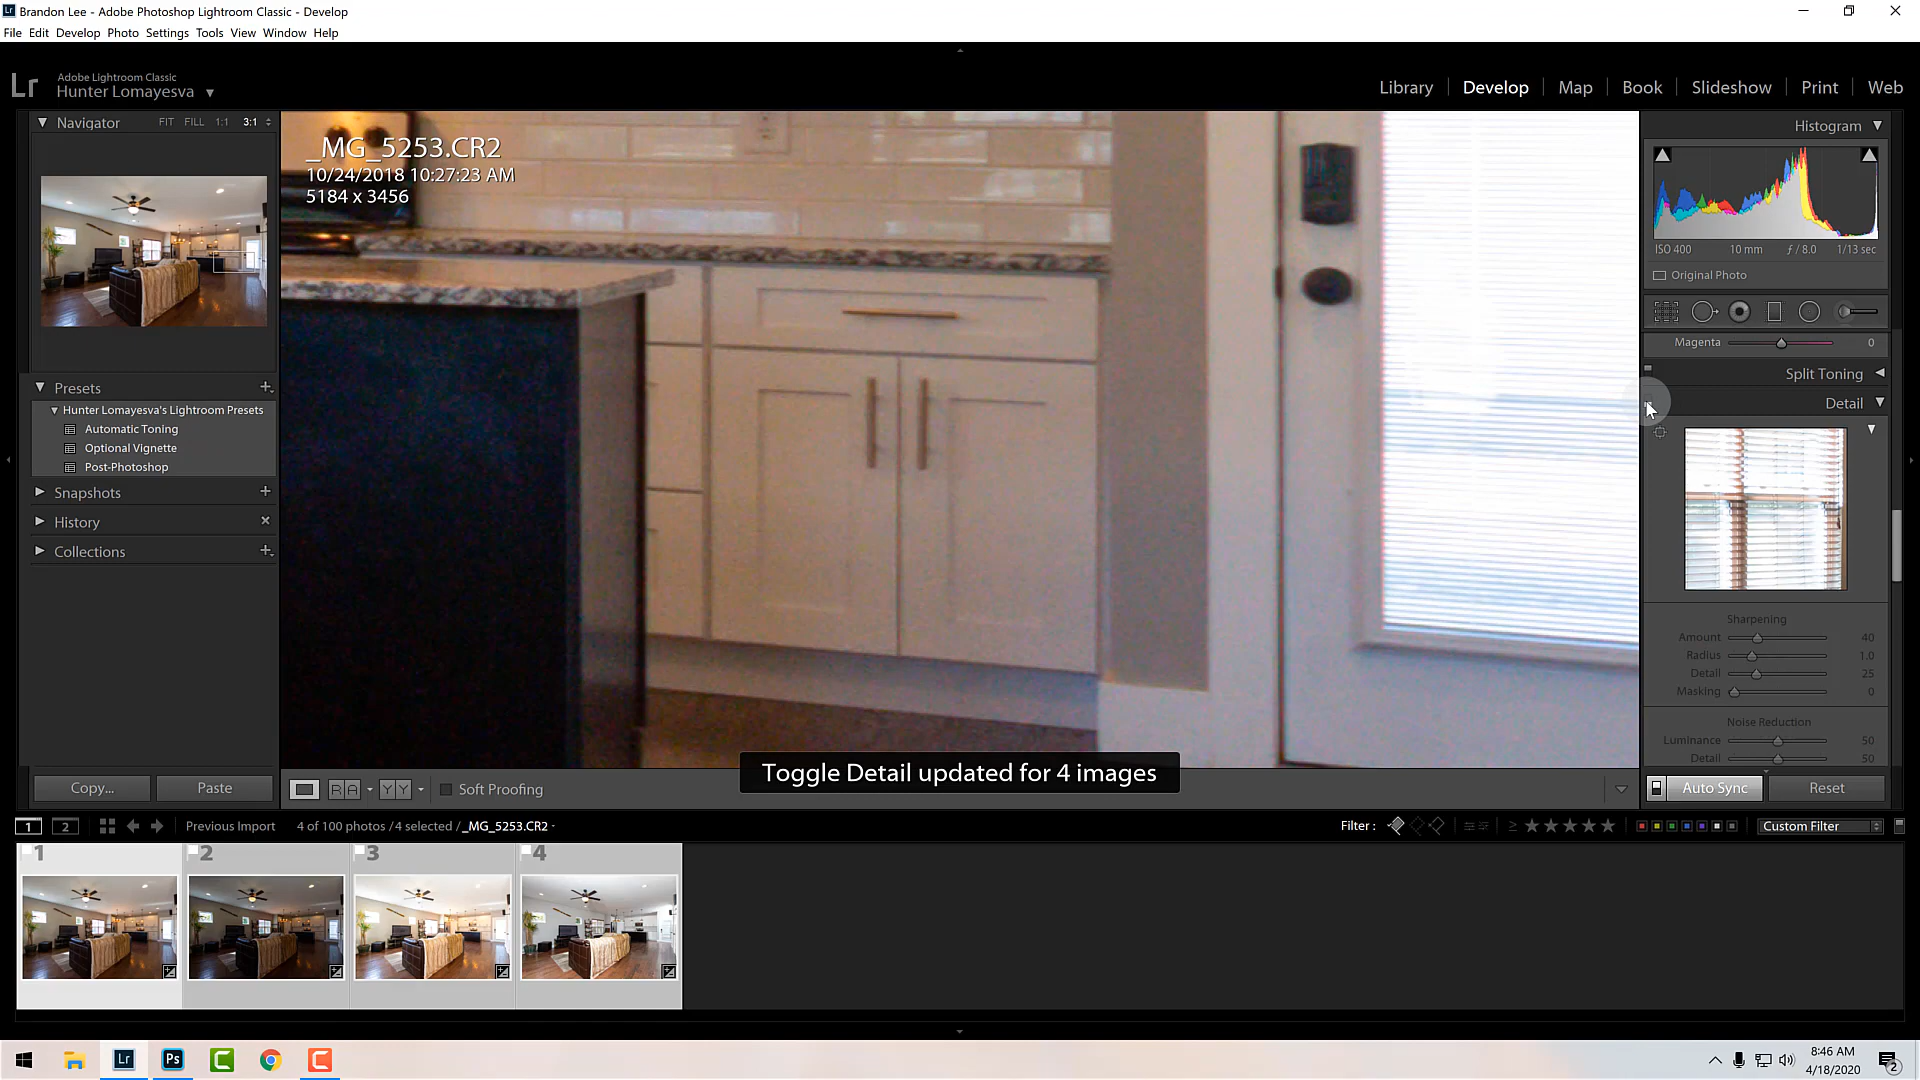 Brandon Lee - Adobe Photoshop Lightroom Classic - Develop
File Edit Develop Photo Settings Tools View Window Help
Lr
Adobe Lightroom Classic
Hunter Lomayesva
Library Develop Map Book Slideshow Print Web
Navigator FIT FILL 1:1 3:1
_MG_5253.CR2
10/24/2018 10:27:23 AM
5184 x 3456
Histogram
ISO 400 10 mm ƒ / 8.0 1/13 sec
Original Photo
Magenta 0
Split Toning
Detail
Presets
Hunter Lomayesva's Lightroom Presets
Automatic Toning
Optional Vignette
Post-Photoshop
Snapshots
History
Collections
Sharpening
Amount 40
Radius 1.0
Detail 25
Masking 0
Noise Reduction
Luminance 50
Detail 50
Toggle Detail updated for 4 images
Copy... Paste
R A Y Y Soft Proofing
Auto Sync Reset
1 2 Previous Import 4 of 100 photos / 4 selected / _MG_5253.CR2
Filter : Custom Filter
1 2 3 4
Lr Ps
8:46 AM
4/18/2020
2